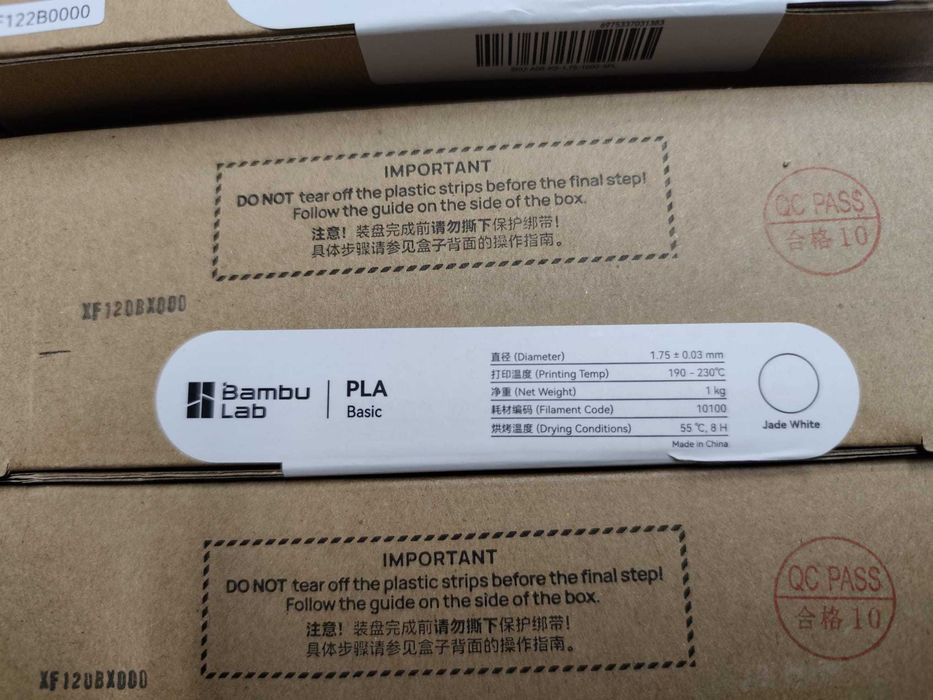 F122B0000
6975337031383
IMPORTANT
DO NOT tear off the plastic strips before the final step!
Follow the guide on the side of the box.
注意！装盘完成前请勿撕下保护绑带！
具体步骤请参见盒子背面的操作指南。
QC PASS
合格 10
XF120BX000
Bambu
Lab
PLA
Basic
直径 (Diameter) 1.75 ± 0.03 mm
打印温度 (Printing Temp) 190 - 230℃
净重 (Net Weight) 1 kg
耗材编码 (Filament Code) 10100
烘烤温度 (Drying Conditions) 55 ℃, 8 H
Made in China
Jade White
IMPORTANT
DO NOT tear off the plastic strips before the final step!
Follow the guide on the side of the box.
注意！装盘完成前请勿撕下保护绑带！
具体步骤请参见盒子背面的操作指南。
QC PASS
合格 10
XF120BX000